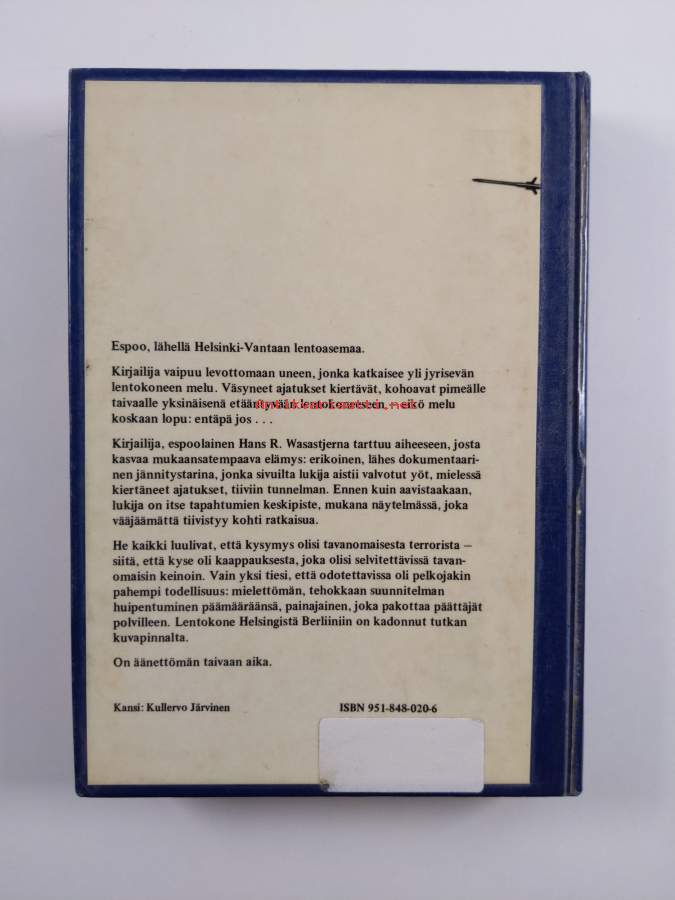 Espoo, lähellä Helsinki-Vantaan lentoasemaa.
Kirjailija vaipuu levottomaan uneen, jonka katkaisee yli jyrisevän
lentokoneen melu. Väsyneet ajatukset kiertävät, kohoavat pimeälle
taivaalle yksinäisenä etääntyvään lentokoneeseen — eikö melu
koskaan lopu: entäpä jos . . .
Kirjailija, espoolainen Hans R. Wasastjerna tarttuu aiheeseen, josta
kasvaa mukaansatempaava elämys: erikoinen, lähes dokumentaari-
nen jännitystarina, jonka sivuilta lukija aistii valvotut yöt, mielessä
kiertäneet ajatukset, tiiviin tunnelman. Ennen kuin aavistaakaan,
lukija on itse tapahtumien keskipiste, mukana näytelmässä, joka
vääjäämättä tiivistyy kohti ratkaisua.
He kaikki luulivat, että kysymys olisi tavanomaisesta terrorista —
siitä, että kyse oli kaappauksesta, joka olisi selvitettävissä tavan-
omaisin keinoin. Vain yksi tiesi, että odotettavissa oli pelkojakin
pahempi todellisuus: mielettömän, tehokkaan suunnitelman
huipentuminen päämääräänsä, painajainen, joka pakottaa päättäjät
polvilleen. Lentokone Helsingistä Berliiniin on kadonnut tutkan
kuvapinnalta.
On äänettömän taivaan aika.
Kansi: Kullervo Järvinen
ISBN 951-848-020-6